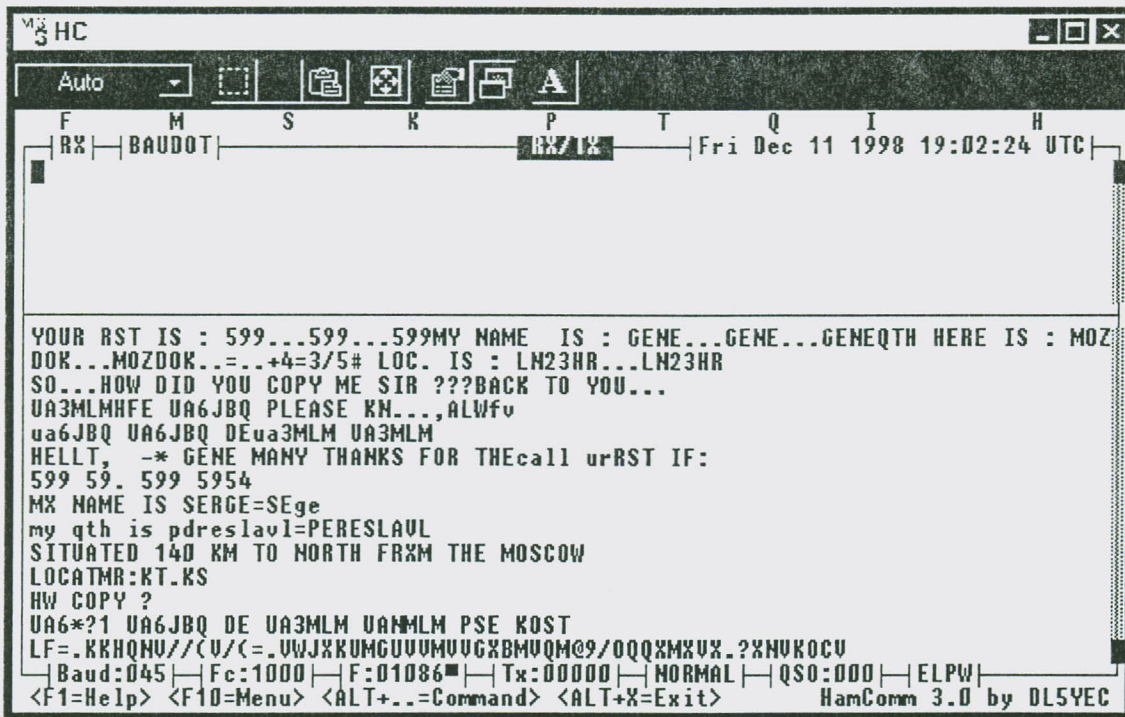 HC
Auto
A
F M S K P T Q I H
RX BAUDOT RX/TX Fri Dec 11 1998 19:02:24 UTC
YOUR RST IS : 599...599...599MY NAME  IS : GENE...GENE...GENEQTH HERE IS : MOZ
DOK...MOZDOK..=..+4=3/5# LOC. IS : LN23HR...LN23HR
SO...HOW DID YOU COPY ME SIR ???BACK TO YOU...
UA3MLMHFE UA6JBQ PLEASE KN...,ALWfv
ua6JBQ UA6JBQ DEua3MLM UA3MLM
HELLT,  -* GENE MANY THANKS FOR THEcall urRST IF:
599 59. 599 5954
MX NAME IS SERGE=SEge
my qth is pdreslavl=PERESLAVL
SITUATED 140 KM TO NORTH FRXM THE MOSCOW
LOCATMR:KT.KS
HW COPY ?
UA6*?1 UA6JBQ DE UA3MLM UANMLM PSE KOST
LF=.KKHQNV//(V/(=.VWJXKUMGUVVMVVGXBMVQM@9/OQQXMXVX.?XNVKOCV
Baud:045 Fc:1000 F:01086 Tx:00000 NORMAL QSO:000 ELPW
<F1=Help> <F10=Menu> <ALT+..=Command> <ALT+X=Exit> HamComm 3.0 by DL5YEC